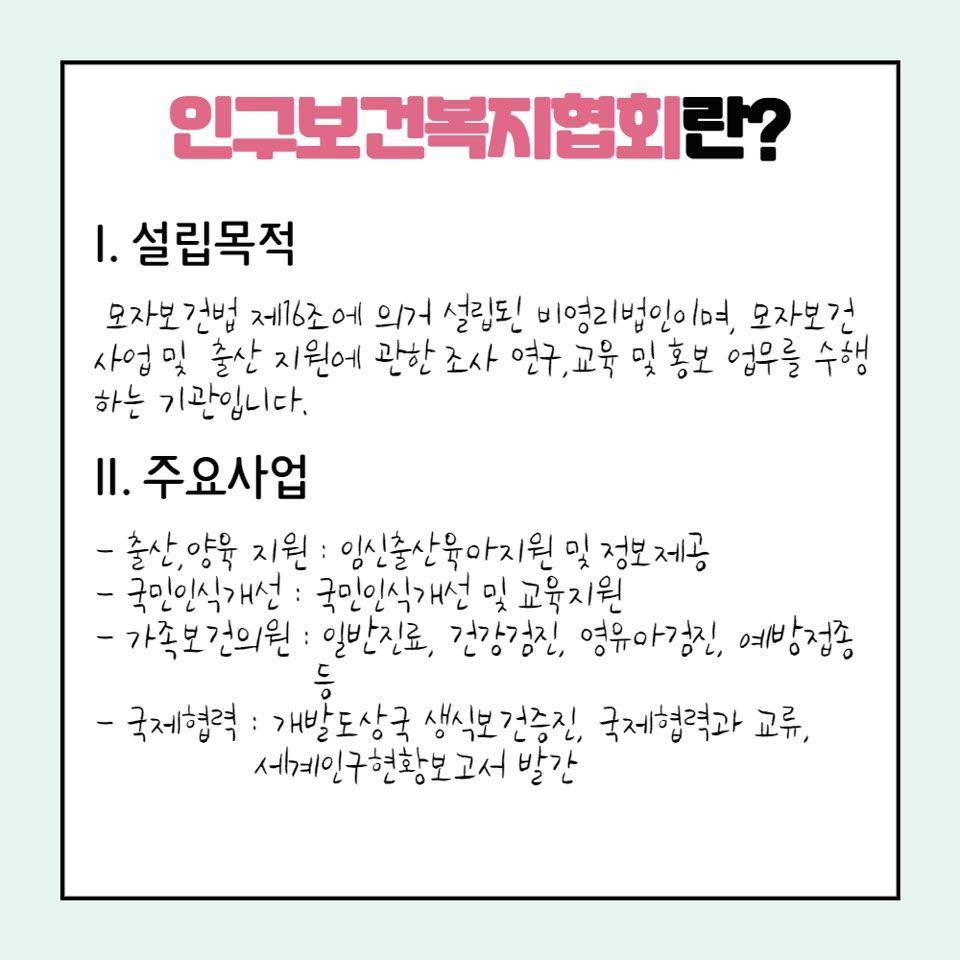 인구보건복지협회란?
I. 설립목적
모자보건법 제16조에 의거 설립된 비영리법인이며, 모자보건
사업 및 출산 지원에 관한 조사 연구,교육 및 홍보 업무를 수행
하는 기관입니다.
II. 주요사업
- 출산,양육 지원 : 임신출산육아지원 및 정보제공
- 국민인식개선 : 국민인식개선 및 교육지원
- 가족보건의원 : 일반진료, 건강검진, 영유아검진, 예방접종
등
- 국제협력 : 개발도상국 생식보건증진, 국제협력과 교류,
세계인구현황보고서 발간